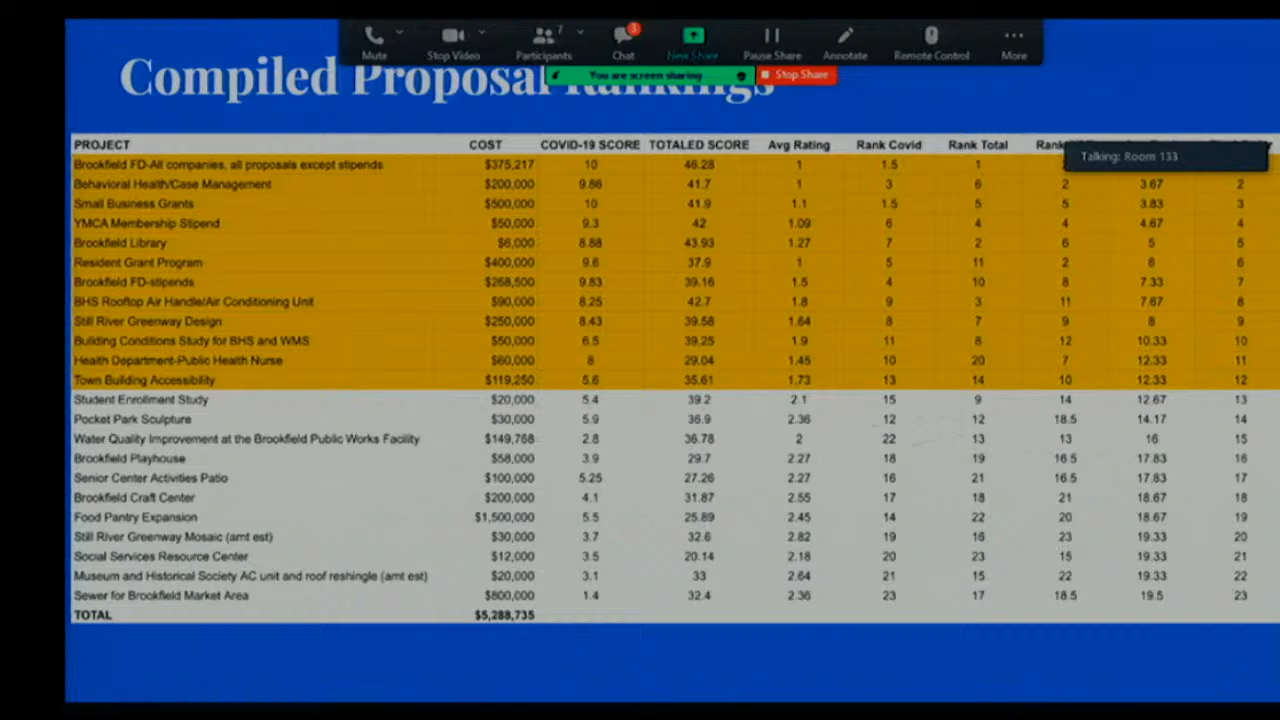 Mute Stop Video Participants 7 Chat 3 New Share Pause Share Annotate Remote Control More
You are screen sharing Stop Share
Compiled Proposal Rankings
PROJECT COST COVID-19 SCORE TOTALED SCORE Avg Rating Rank Covid Rank Total Rank
Talking: Room 133
Brookfield FD-All companies, all proposals except stipends $375,217 10 46.28 1 1.5 1
Behavioral Health/Case Management $200,000 9.86 41.7 1 3 6 2 3.67 2
Small Business Grants $500,000 10 41.9 1.1 1.5 5 5 3.83 3
YMCA Membership Stipend $50,000 9.3 42 1.09 6 4 4 4.67 4
Brookfield Library $6,000 8.88 43.93 1.27 7 2 6 5 5
Resident Grant Program $400,000 9.6 37.9 1 5 11 2 6 6
Brookfield FD-stipends $268,500 9.83 39.16 1.5 4 10 8 7.33 7
BHS Rooftop Air Handle/Air Conditioning Unit $90,000 8.25 42.7 1.8 9 3 11 7.67 8
Still River Greenway Design $250,000 8.43 39.58 1.64 8 7 9 8 9
Building Conditions Study for BHS and WMS $50,000 6.5 39.25 1.9 11 8 12 10.33 10
Health Department-Public Health Nurse $60,000 8 29.04 1.45 10 20 7 12.33 11
Town Building Accessibility $119,250 5.6 35.61 1.73 13 14 10 12.33 12
Student Enrollment Study $20,000 5.4 39.2 2.1 15 9 14 12.67 13
Pocket Park Sculpture $30,000 5.9 36.9 2.36 12 12 18.5 14.17 14
Water Quality Improvement at the Brookfield Public Works Facility $149,768 2.8 36.78 2 22 13 13 16 15
Brookfield Playhouse $58,000 3.9 29.7 2.27 18 19 16.5 17.83 16
Senior Center Activities Patio $100,000 5.25 27.26 2.27 16 21 16.5 17.83 17
Brookfield Craft Center $200,000 4.1 31.87 2.55 17 18 21 18.67 18
Food Pantry Expansion $1,500,000 5.5 25.89 2.45 14 22 20 18.67 19
Still River Greenway Mosaic (amt est) $30,000 3.7 32.6 2.82 19 16 23 19.33 20
Social Services Resource Center $12,000 3.5 20.14 2.18 20 23 15 19.33 21
Museum and Historical Society AC unit and roof reshingle (amt est) $20,000 3.1 33 2.64 21 15 22 19.33 22
Sewer for Brookfield Market Area $800,000 1.4 32.4 2.36 23 17 18.5 19.5 23
TOTAL $5,288,735